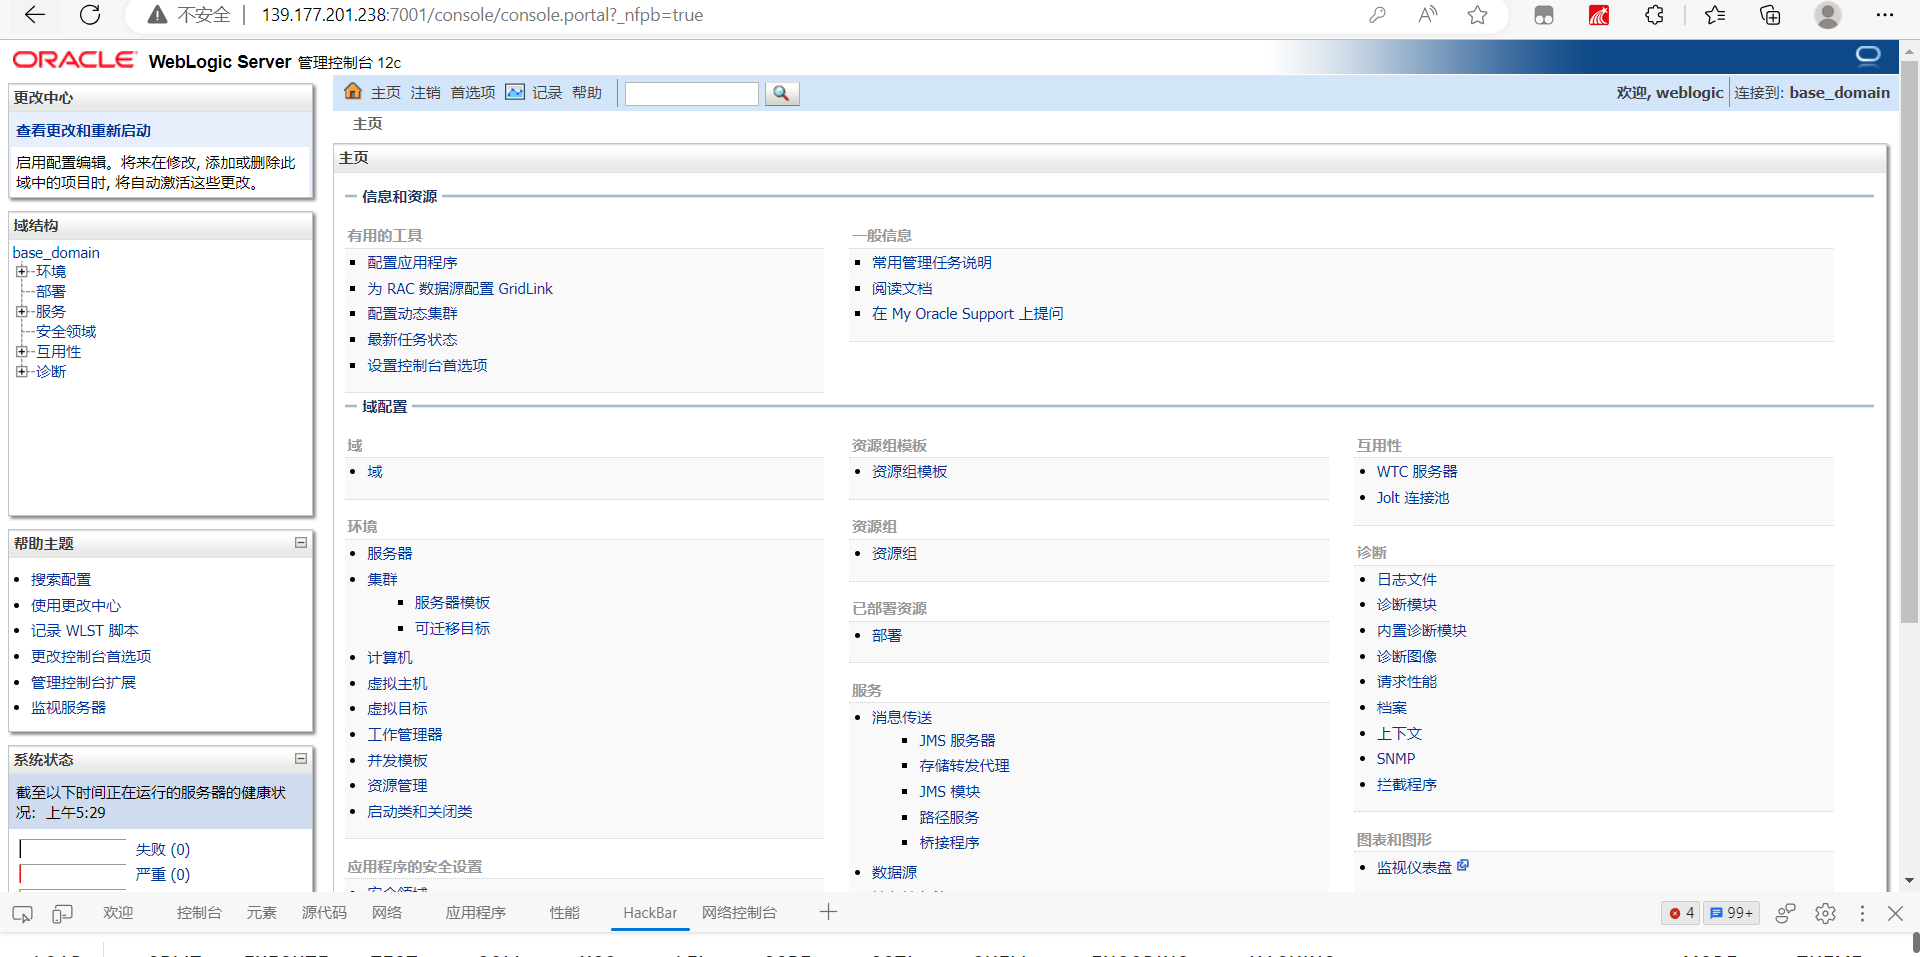 不安全 139.177.201.238:7001/console/console.portal?_nfpb=true
ORACLE WebLogic Server 管理控制台 12c
更改中心
查看更改和重新启动
启用配置编辑。将来在修改, 添加或删除此
域中的项目时, 将自动激活这些更改。
域结构
base_domain
环境
部署
服务
安全领域
互用性
诊断
帮助主题
搜索配置
使用更改中心
记录 WLST 脚本
更改控制台首选项
管理控制台扩展
监视服务器
系统状态
截至以下时间正在运行的服务器的健康状
况: 上午5:29
失败 (0)
严重 (0)
主页 注销 首选项 记录 帮助
欢迎, weblogic 连接到: base_domain
主页
主页
信息和资源
有用的工具
配置应用程序
为 RAC 数据源配置 GridLink
配置动态集群
最新任务状态
设置控制台首选项
一般信息
常用管理任务说明
阅读文档
在 My Oracle Support 上提问
域配置
域
域
环境
服务器
集群
服务器模板
可迁移目标
计算机
虚拟主机
虚拟目标
工作管理器
并发模板
资源管理
启动类和关闭类
应用程序的安全设置
安全领域
资源组模板
资源组模板
资源组
资源组
已部署资源
部署
服务
消息传送
JMS 服务器
存储转发代理
JMS 模块
路径服务
桥接程序
数据源
互用性
WTC 服务器
Jolt 连接池
诊断
日志文件
诊断模块
内置诊断模块
诊断图像
请求性能
档案
上下文
SNMP
拦截程序
图表和图形
监视仪表盘
欢迎 控制台 元素 源代码 网络 应用程序 性能 HackBar 网络控制台
4 99+